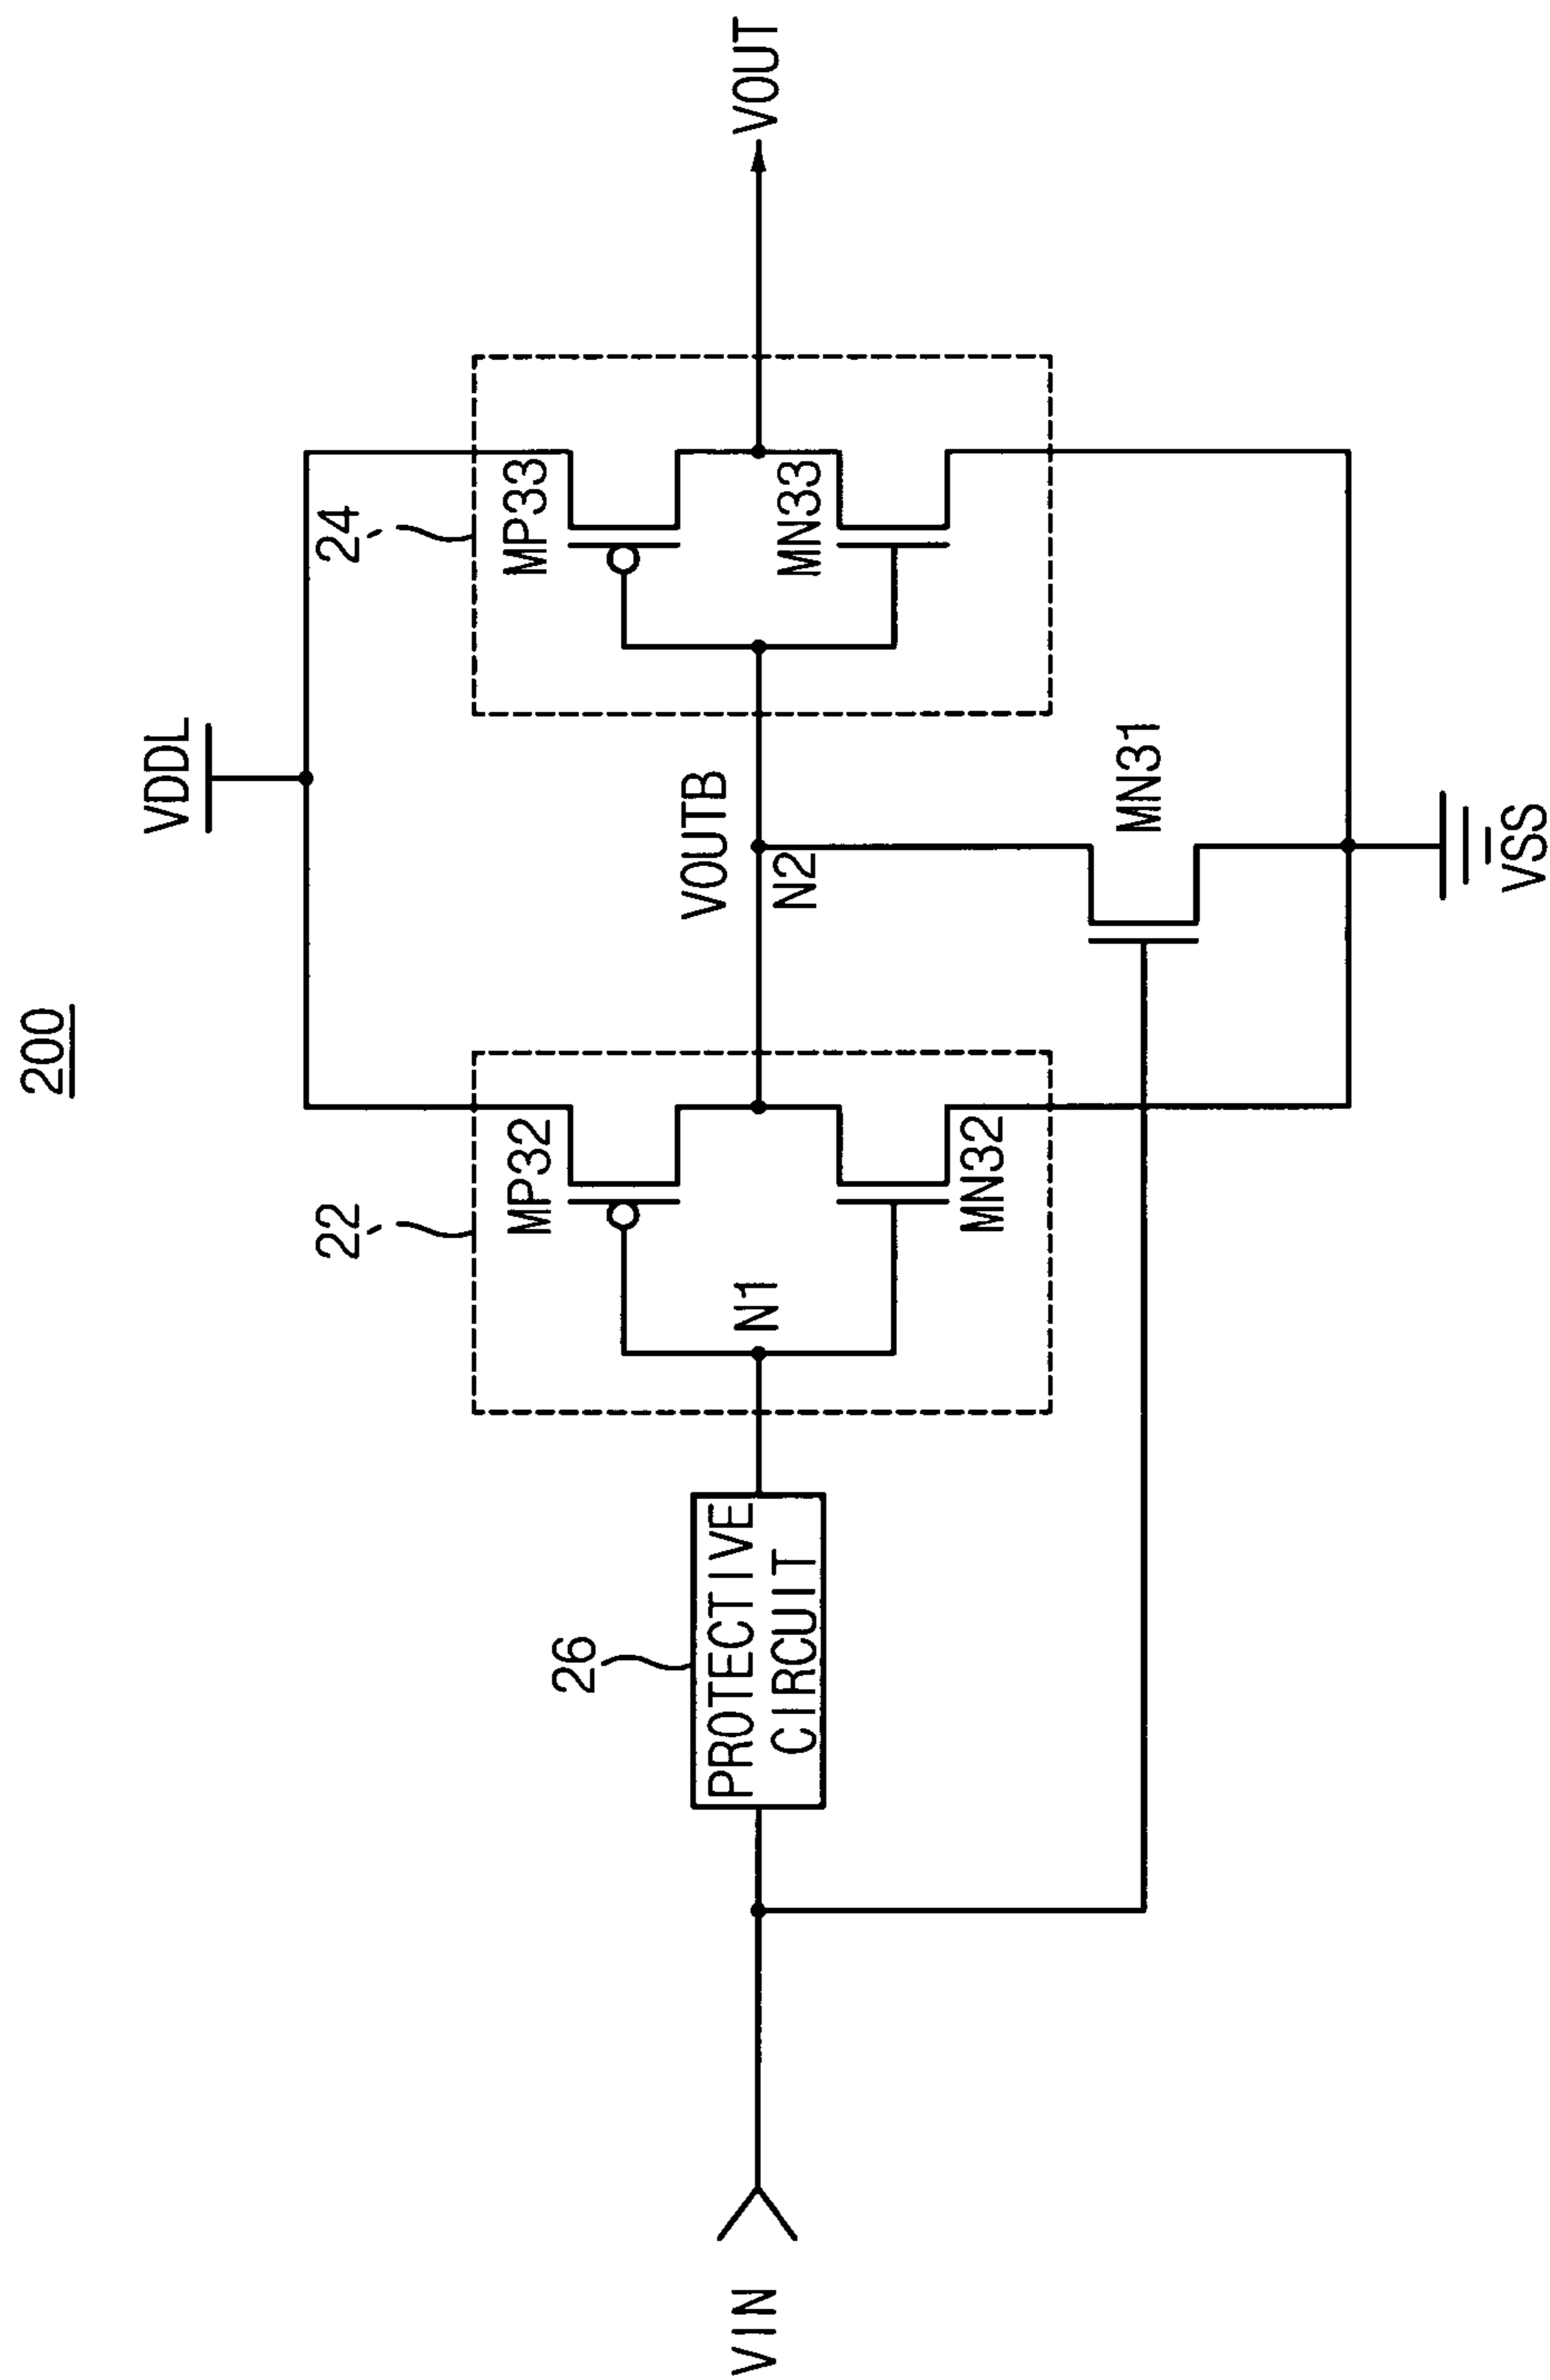 200
VDDL
22
24
MP32
MP33
26
VOUTB
PROTECTIVE
CIRCUIT
N1
N2
VIN
VOUT
MN33
MN32
MN31
VSS